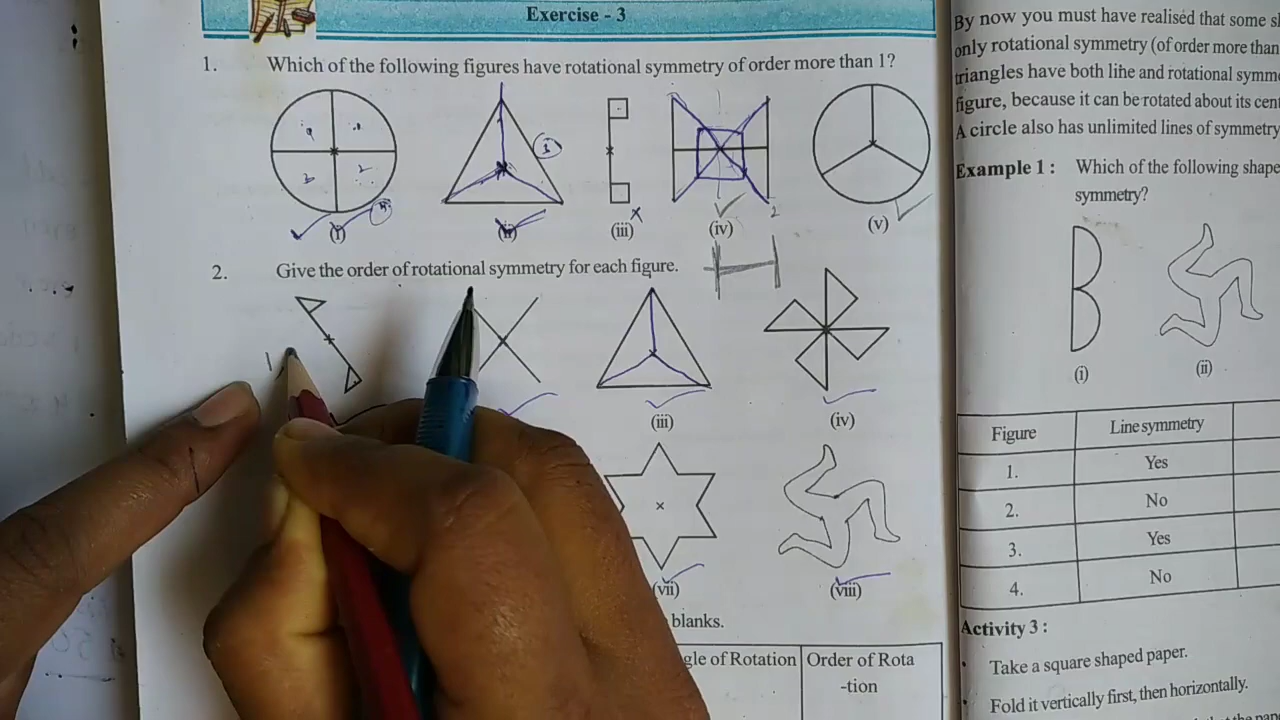 Exercise - 3
1. Which of the following figures have rotational symmetry of order more than 1?
(i) (ii) (iii) (iv) (v)
2. Give the order of rotational symmetry for each figure.
(iii) (iv)
(vii) (viii)
blanks.
gle of Rotation Order of Rota
-tion
By now you must have realised that some
only rotational symmetry (of order more than
triangles have both line and rotational symm
figure, because it can be rotated about its cen
A circle also has unlimited lines of symmetry
Example 1 : Which of the following shape
symmetry?
(i) (ii)
Figure Line symmetry
1. Yes
2. No
3. Yes
4. No
Activity 3 :
Take a square shaped paper.
Fold it vertically first, then horizontally.